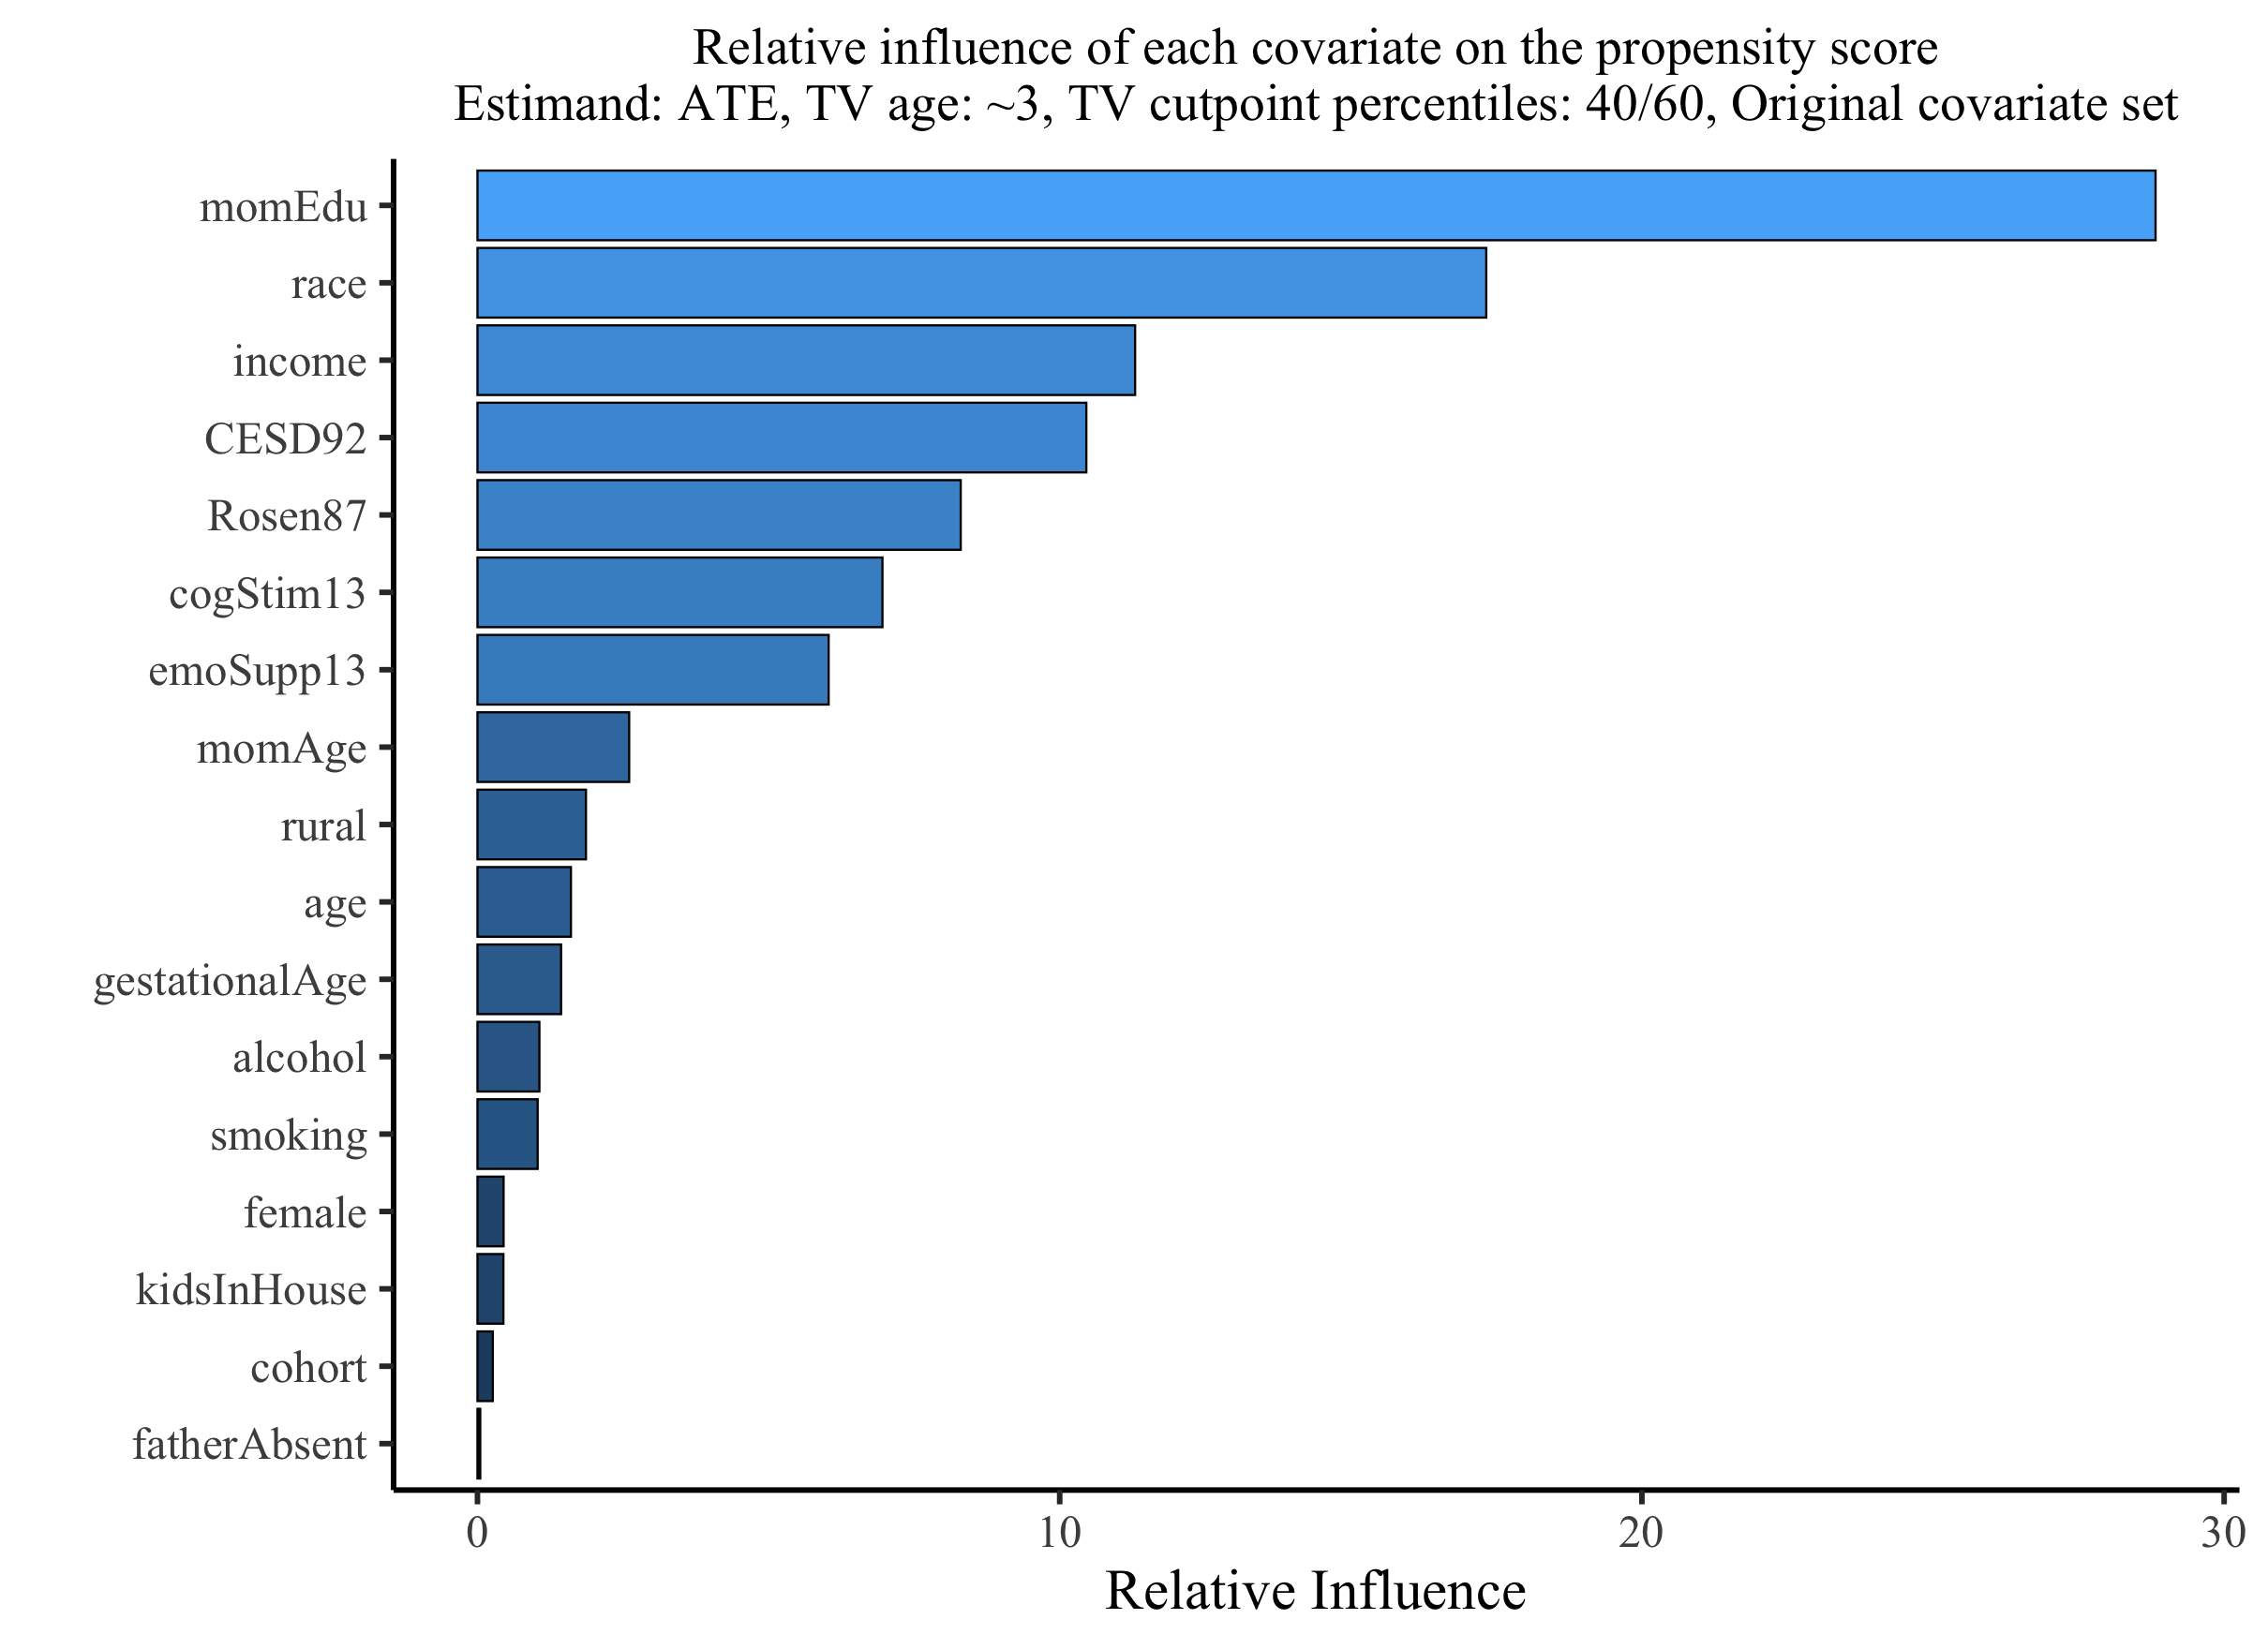 Relative influence of each covariate on the propensity score
Estimand: ATE, TV age: ~3, TV cutpoint percentiles: 40/60, Original covariate set
momEdu
race
income
CESD92
Rosen87
cogStim13
emoSupp13
momAge
rural
age
gestationalAge
alcohol
smoking
female
kidsInHouse
cohort
fatherAbsent
0 10 20 30
Relative Influence